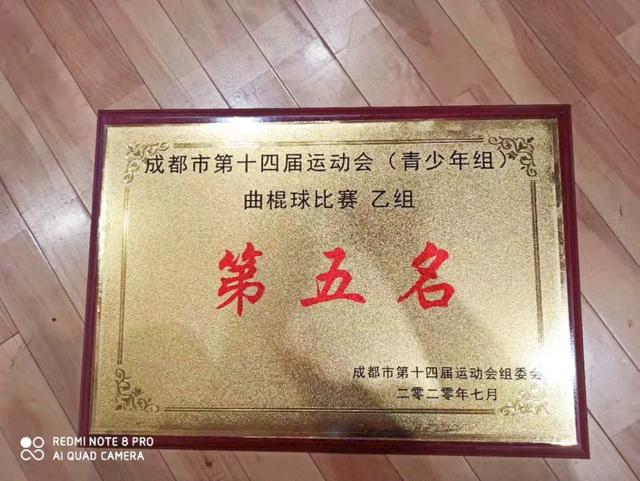 成都市第十四届运动会（青少年组）
曲棍球比赛 乙组
第五名
成都市第十四届运动会组委会
二零二零年七月
REDMI NOTE 8 PRO
AI QUAD CAMERA